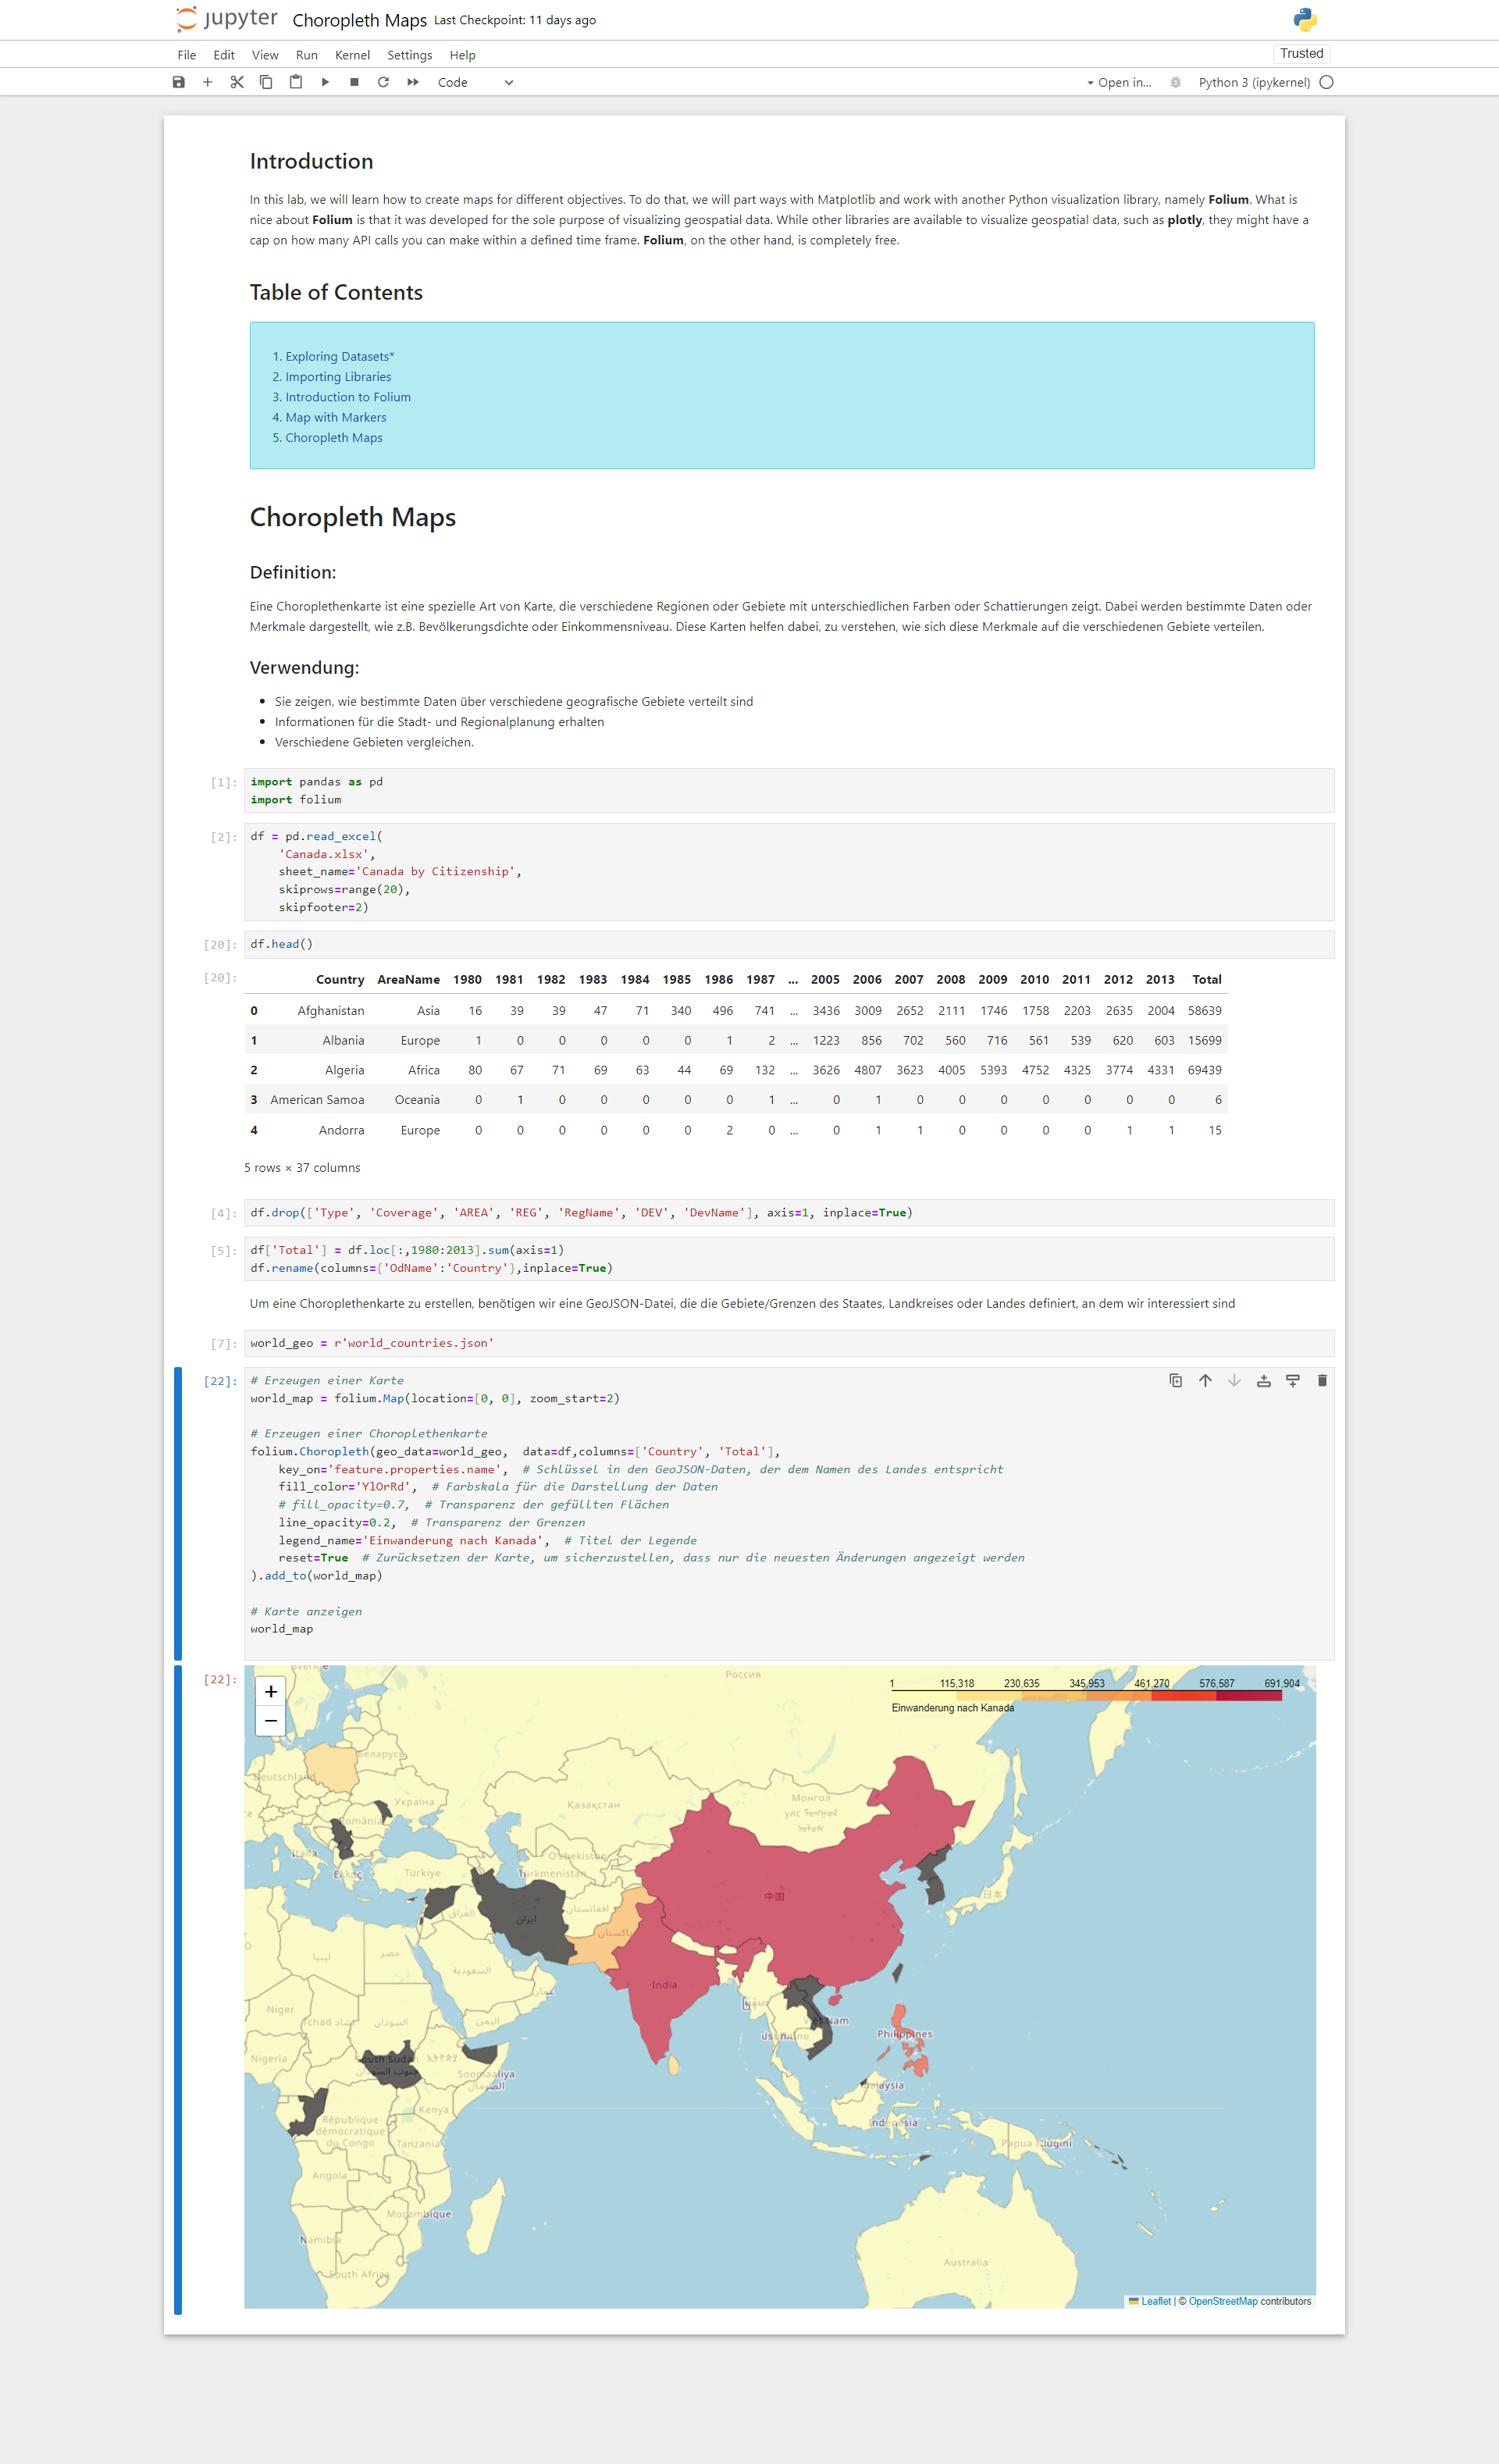 jupyter Choropleth Maps Last Checkpoint: 11 days ago
File Edit View Run Kernel Settings Help Trusted
Code Open in... Python 3 (ipykernel)
Introduction
In this lab, we will learn how to create maps for different objectives. To do that, we will part ways with Matplotlib and work with another Python visualization library, namely Folium. What is
nice about Folium is that it was developed for the sole purpose of visualizing geospatial data. While other libraries are available to visualize geospatial data, such as plotly, they might have a
cap on how many API calls you can make within a defined time frame. Folium, on the other hand, is completely free.
Table of Contents
1. Exploring Datasets*
2. Importing Libraries
3. Introduction to Folium
4. Map with Markers
5. Choropleth Maps
Choropleth Maps
Definition:
Eine Choroplethenkarte ist eine spezielle Art von Karte, die verschiedene Regionen oder Gebiete mit unterschiedlichen Farben oder Schattierungen zeigt. Dabei werden bestimmte Daten oder
Merkmale dargestellt, wie z.B. Bevölkerungsdichte oder Einkommensniveau. Diese Karten helfen dabei, zu verstehen, wie sich diese Merkmale auf die verschiedenen Gebiete verteilen.
Verwendung:
• Sie zeigen, wie bestimmte Daten über verschiedene geografische Gebiete verteilt sind
• Informationen für die Stadt- und Regionalplanung erhalten
• Verschiedene Gebieten vergleichen.
[1]: import pandas as pd
import folium
[2]: df = pd.read_excel(
'Canada.xlsx',
sheet_name='Canada by Citizenship',
skiprows=range(20),
skipfooter=2)
[20]: df.head()
[20]: Country AreaName 1980 1981 1982 1983 1984 1985 1986 1987 ... 2005 2006 2007 2008 2009 2010 2011 2012 2013 Total
0 Afghanistan Asia 16 39 39 47 71 340 496 741 ... 3436 3009 2652 2111 1746 1758 2203 2635 2004 58639
1 Albania Europe 1 0 0 0 0 0 1 2 ... 1223 856 702 560 716 561 539 620 603 15699
2 Algeria Africa 80 67 71 69 63 44 69 132 ... 3626 4807 3623 4005 5393 4752 4325 3774 4331 69439
3 American Samoa Oceania 0 1 0 0 0 0 0 1 ... 0 1 0 0 0 0 0 0 0 6
4 Andorra Europe 0 0 0 0 0 0 2 0 ... 0 1 1 0 0 0 0 1 1 15
5 rows × 37 columns
[4]: df.drop(['Type', 'Coverage', 'AREA', 'REG', 'RegName', 'DEV', 'DevName'], axis=1, inplace=True)
[5]: df['Total'] = df.loc[:,1980:2013].sum(axis=1)
df.rename(columns={'OdName':'Country'},inplace=True)
Um eine Choroplethenkarte zu erstellen, benötigen wir eine GeoJSON-Datei, die die Gebiete/Grenzen des Staates, Landkreises oder Landes definiert, an dem wir interessiert sind
[7]: world_geo = r'world_countries.json'
[22]: # Erzeugen einer Karte
world_map = folium.Map(location=[0, 0], zoom_start=2)
# Erzeugen einer Choroplethenkarte
folium.Choropleth(geo_data=world_geo,  data=df,columns=['Country', 'Total'],
key_on='feature.properties.name',  # Schlüssel in den GeoJSON-Daten, der dem Namen des Landes entspricht
fill_color='YlOrRd',  # Farbskala für die Darstellung der Daten
# fill_opacity=0.7,  # Transparenz der gefüllten Flächen
line_opacity=0.2,  # Transparenz der Grenzen
legend_name='Einwanderung nach Kanada',  # Titel der Legende
reset=True  # Zurücksetzen der Karte, um sicherzustellen, dass nur die neuesten Änderungen angezeigt werden
).add_to(world_map)
# Karte anzeigen
world_map
[22]:
+
−
Россия
1 115,318 230,635 345,953 461,270 576,587 691,904
Einwanderung nach Kanada
Беларусь
Deutschland
Монгол
Україна
Қазақстан
улс
România
Italia
Oʻzbekiston
Ελλάς
Türkiye
Türkmenistan
中国
日本
العراق
ایران
افغانستان
پاکستان
ليبيا
مصر
السعودية
India
عمان
Niger
Tchad تشاد
السودان
اليمن
Việt Nam
Philippines
Nigeria
South Sudan
جنوب السودان
Soomaaliya
الصومال
Malaysia
Kenya
République
démocratique
du Congo
Tanzania
Indonesia
Papua Niugini
Angola
Moçambique
Namibia
South Africa
Australia
Leaflet | © OpenStreetMap contributors